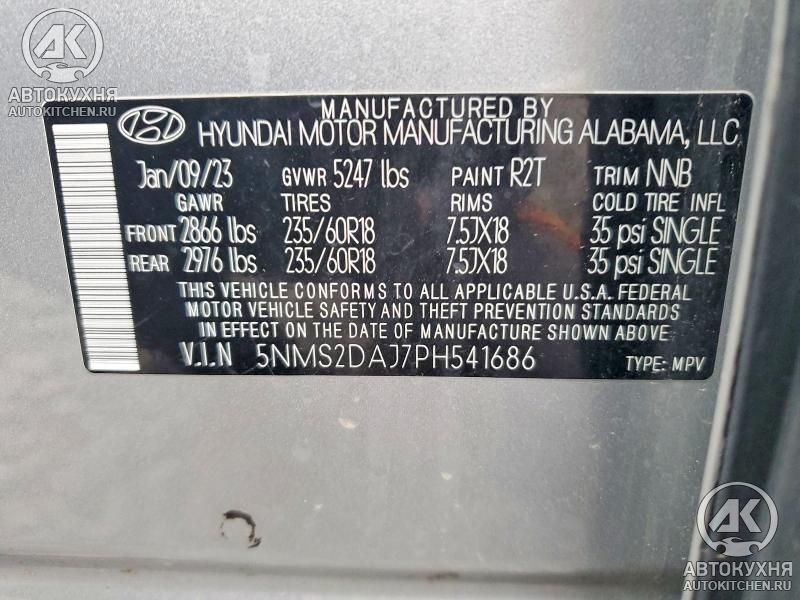 AK
АВТОКУХНЯ
AUTOKITCHEN.RU
MANUFACTURED BY
HYUNDAI MOTOR MANUFACTURING ALABAMA, LLC
Jan/09/23 GVWR 5247 lbs PAINT R2T TRIM NNB
GAWR TIRES RIMS COLD TIRE INFL
FRONT 2866 lbs 235/60R18 7.5JX18 35 psi SINGLE
REAR 2976 lbs 235/60R18 7.5JX18 35 psi SINGLE
THIS VEHICLE CONFORMS TO ALL APPLICABLE U.S.A. FEDERAL
MOTOR VEHICLE SAFETY AND THEFT PREVENTION STANDARDS
IN EFFECT ON THE DATE OF MANUFACTURE SHOWN ABOVE.
V.I.N 5NMS2DAJ7PH541686 TYPE: MPV
AK
АВТОКУХНЯ
AUTOKITCHEN.RU